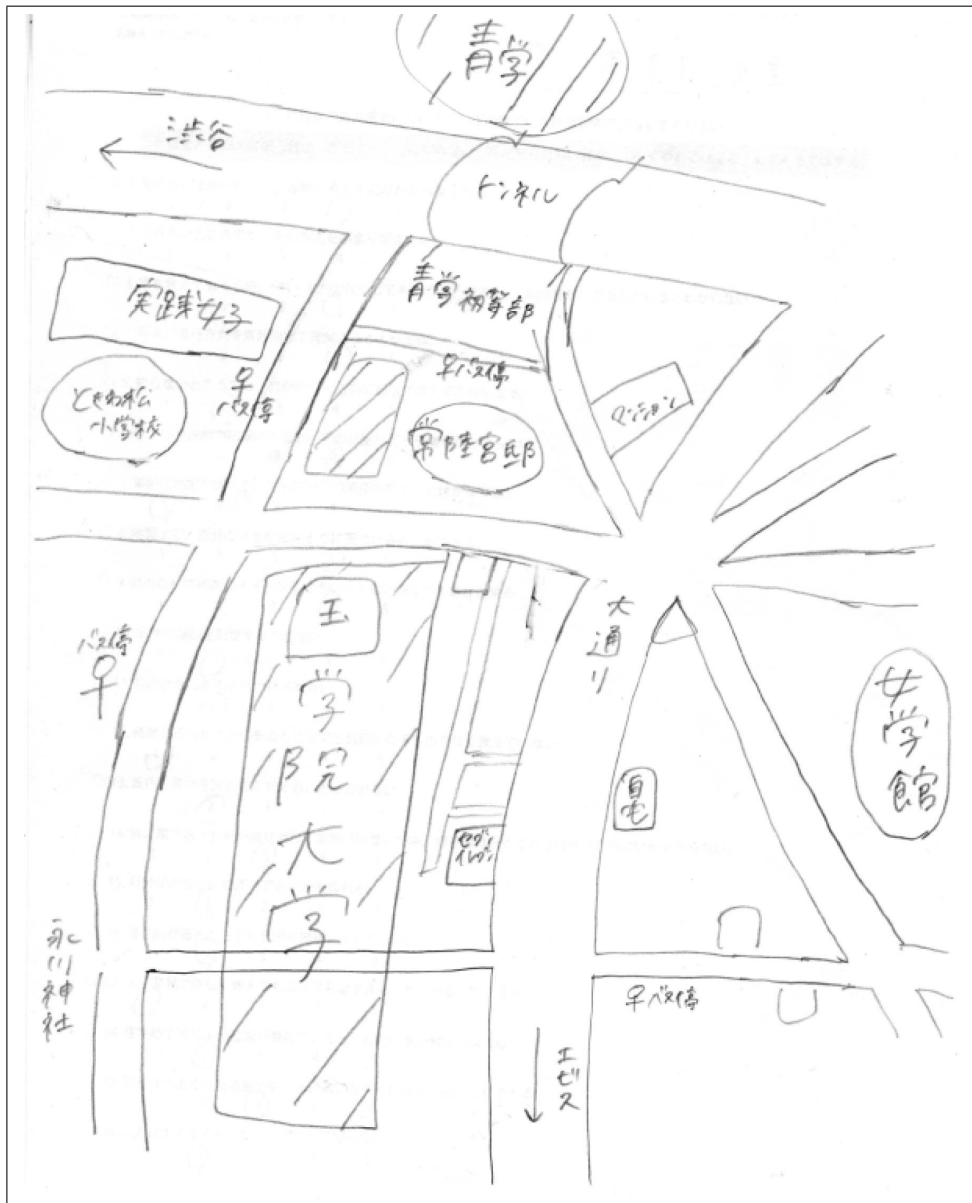 青学
渋谷
トンネル
青学初等部
実践女子
バス停
バス停
ときわ松
小学校
常陸宮邸
マンション
玉
学院大学
大通り
バス停
女学館
自宅
セブン
イレブン
氷川神社
バス停
エビス